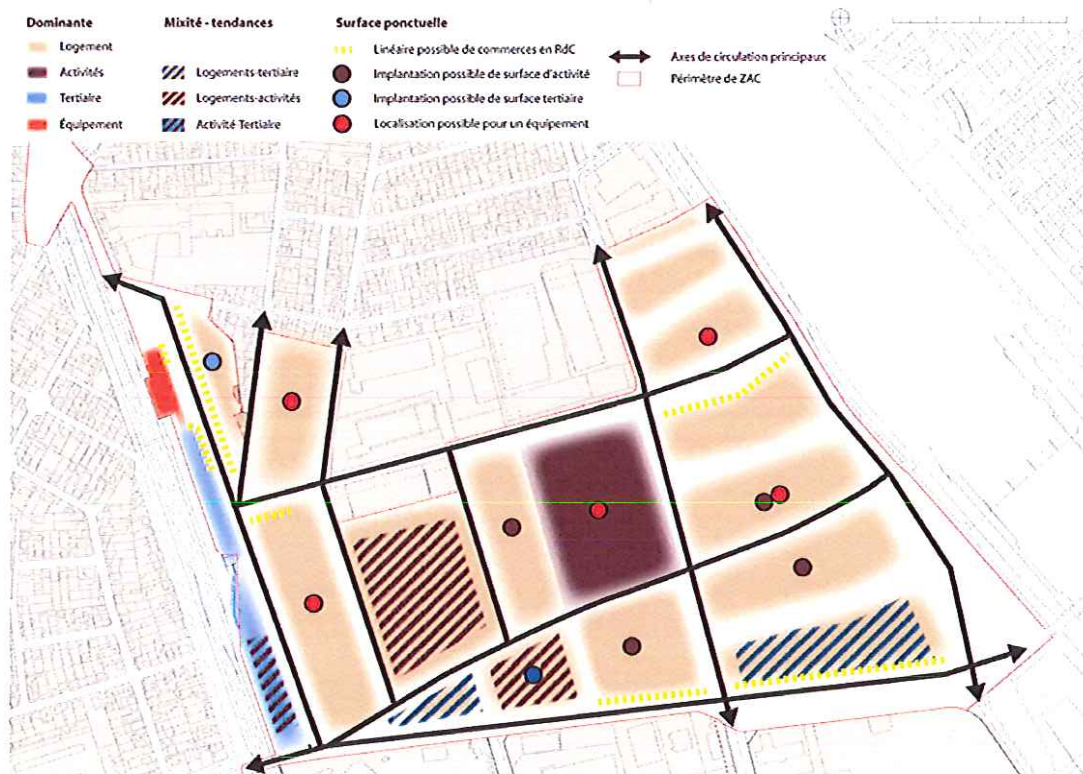 Dominante
Logement
Activités
Tertiaire
Équipement
Mixité - tendances
Logements-tertiaire
Logements-activités
Activité Tertiaire
Surface ponctuelle
Linéaire possible de commerces en RdC
Implantation possible de surface d'activité
Implantation possible de surface tertiaire
Localisation possible pour un équipement
Axes de circulation principaux
Périmètre de ZAC